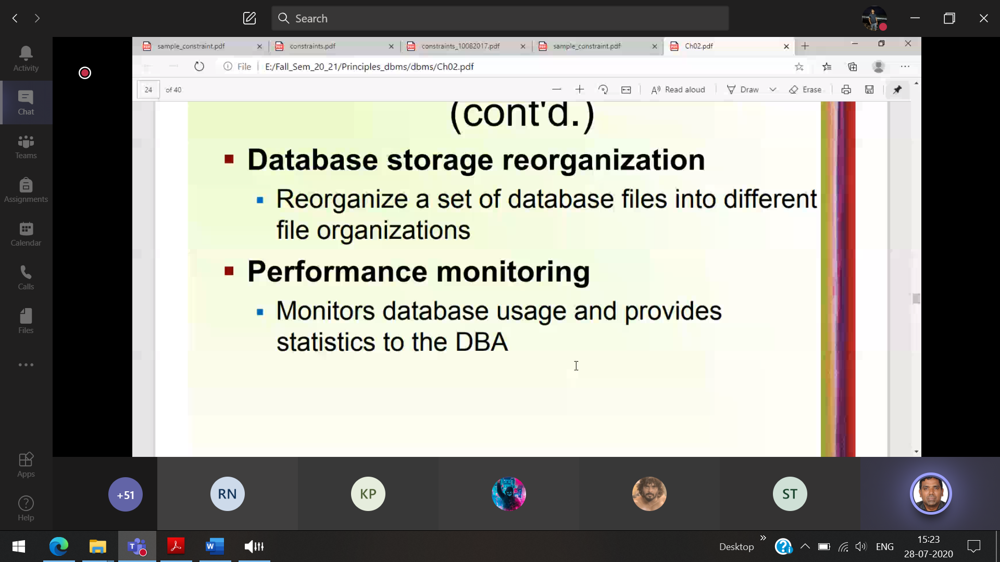 Search
Activity
Chat
Teams
Assignments
Calendar
Calls
Files
Apps
Help
sample_constraint.pdf
constraints.pdf
constraints_10082017.pdf
sample_constraint.pdf
Ch02.pdf
File
E:/Fall_Sem_20_21/Principles_dbms/dbms/Ch02.pdf
24 of 40
Read aloud
Draw
Erase
(cont'd.)
Database storage reorganization
Reorganize a set of database files into different
file organizations
Performance monitoring
Monitors database usage and provides
statistics to the DBA
+51
RN
KP
ST
Desktop
ENG
15:23
28-07-2020